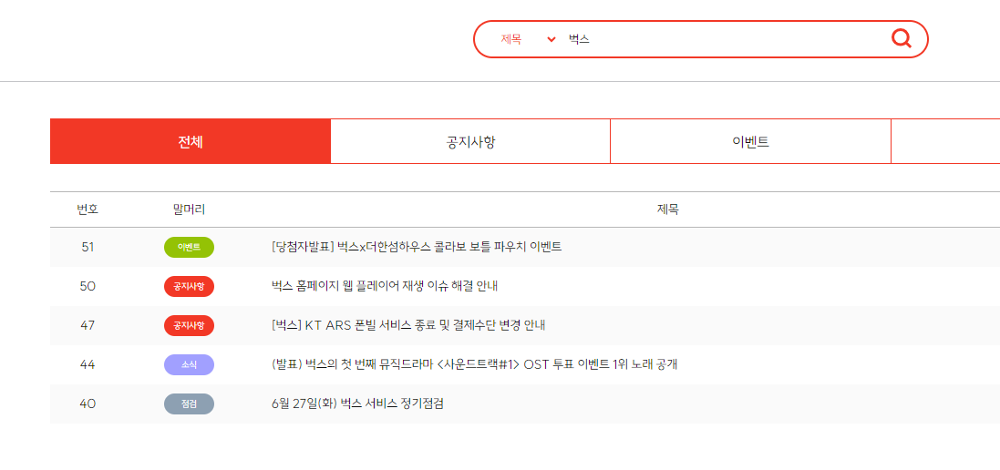 제목 벅스
전체 공지사항 이벤트
번호 말머리 제목
51 이벤트 [당첨자발표] 벅스x더한섬하우스 콜라보 보틀 파우치 이벤트
50 공지사항 벅스 홈페이지 웹 플레이어 재생 이슈 해결 안내
47 공지사항 [벅스] KT ARS 폰빌 서비스 종료 및 결제수단 변경 안내
44 소식 (발표) 벅스의 첫 번째 뮤직드라마 <사운드트랙#1> OST 투표 이벤트 1위 노래 공개
40 점검 6월 27일(화) 벅스 서비스 정기점검